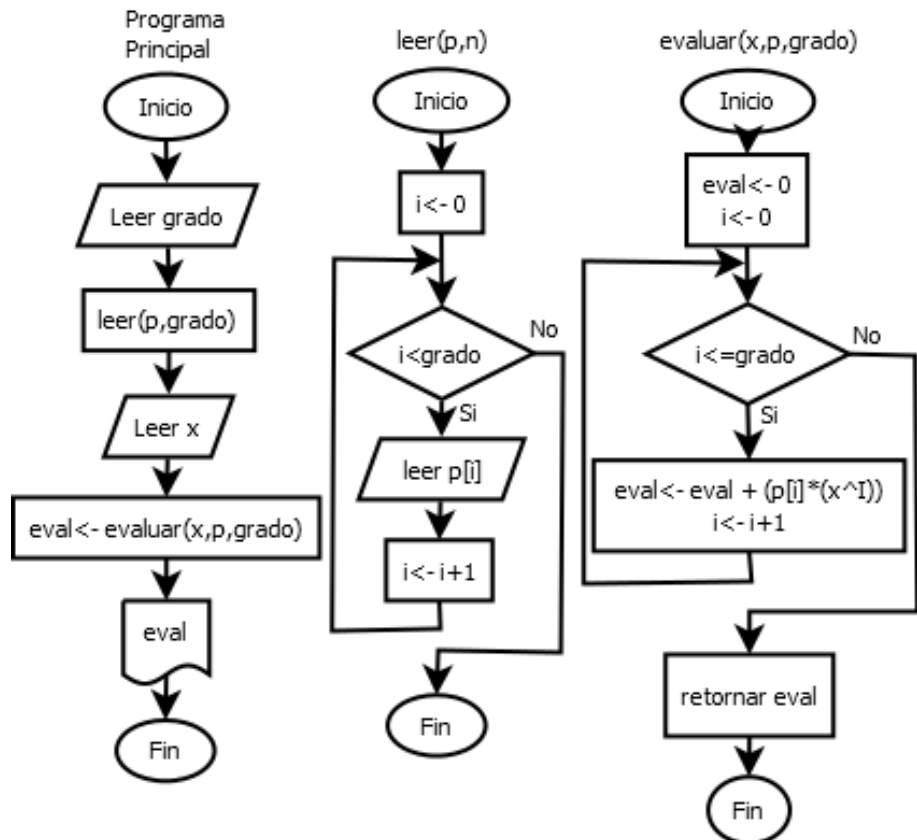 Programa
Principal
Inicio
Leer grado
leer(p,grado)
Leer x
eval<- evaluar(x,p,grado)
eval
Fin
leer(p,n)
Inicio
i<- 0
i<grado
No
Si
leer p[i]
i<- i+1
Fin
evaluar(x,p,grado)
Inicio
eval<- 0
i<- 0
i<=grado
No
Si
eval<- eval + (p[i]*(x^I))
i<- i+1
retornar eval
Fin